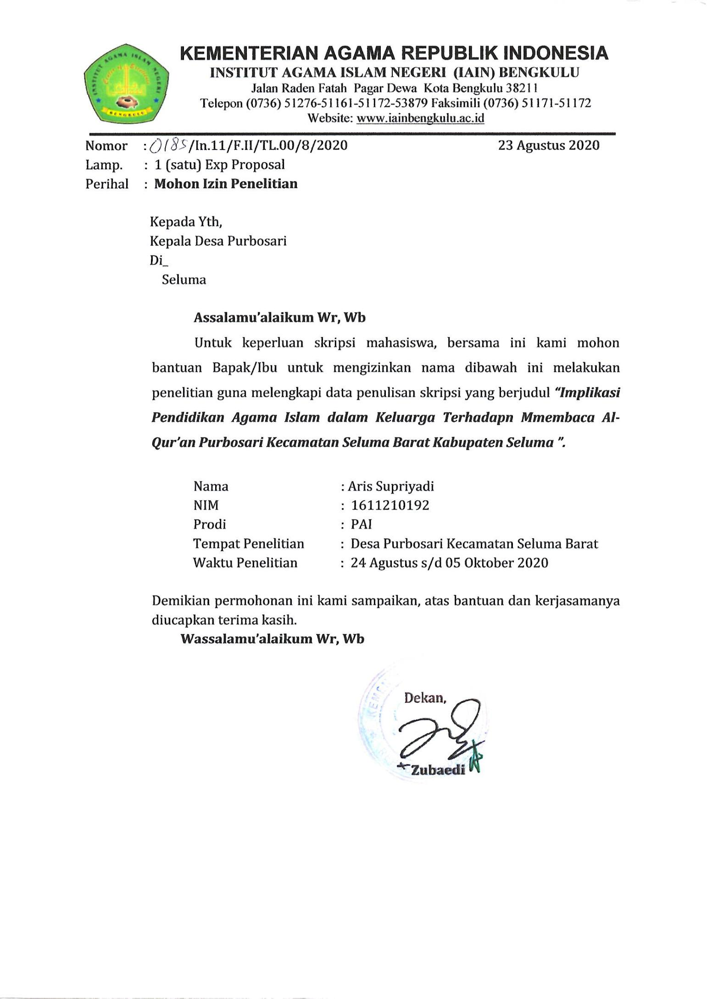 KEMENTERIAN AGAMA REPUBLIK INDONESIA
INSTITUT AGAMA ISLAM NEGERI (IAIN) BENGKULU
Jalan Raden Fatah Pagar Dewa Kota Bengkulu 38211
Telepon (0736) 51276-51161-51172-53879 Faksimili (0736) 51171-51172
Website: www.iainbengkulu.ac.id
INSTITUT AGAMA ISLAM NEGERI
BENGKULU
Nomor : 0185/In.11/F.II/TL.00/8/2020 23 Agustus 2020
Lamp. : 1 (satu) Exp Proposal
Perihal : Mohon Izin Penelitian
Kepada Yth,
Kepala Desa Purbosari
Di_
Seluma
Assalamu'alaikum Wr, Wb
Untuk keperluan skripsi mahasiswa, bersama ini kami mohon
bantuan Bapak/Ibu untuk mengizinkan nama dibawah ini melakukan
penelitian guna melengkapi data penulisan skripsi yang berjudul "Implikasi
Pendidikan Agama Islam dalam Keluarga Terhadapn Mmembaca Al-
Qur'an Purbosari Kecamatan Seluma Barat Kabupaten Seluma ".
Nama : Aris Supriyadi
NIM : 1611210192
Prodi : PAI
Tempat Penelitian : Desa Purbosari Kecamatan Seluma Barat
Waktu Penelitian : 24 Agustus s/d 05 Oktober 2020
Demikian permohonan ini kami sampaikan, atas bantuan dan kerjasamanya
diucapkan terima kasih.
Wassalamu'alaikum Wr, Wb
Dekan,
Zubaedi